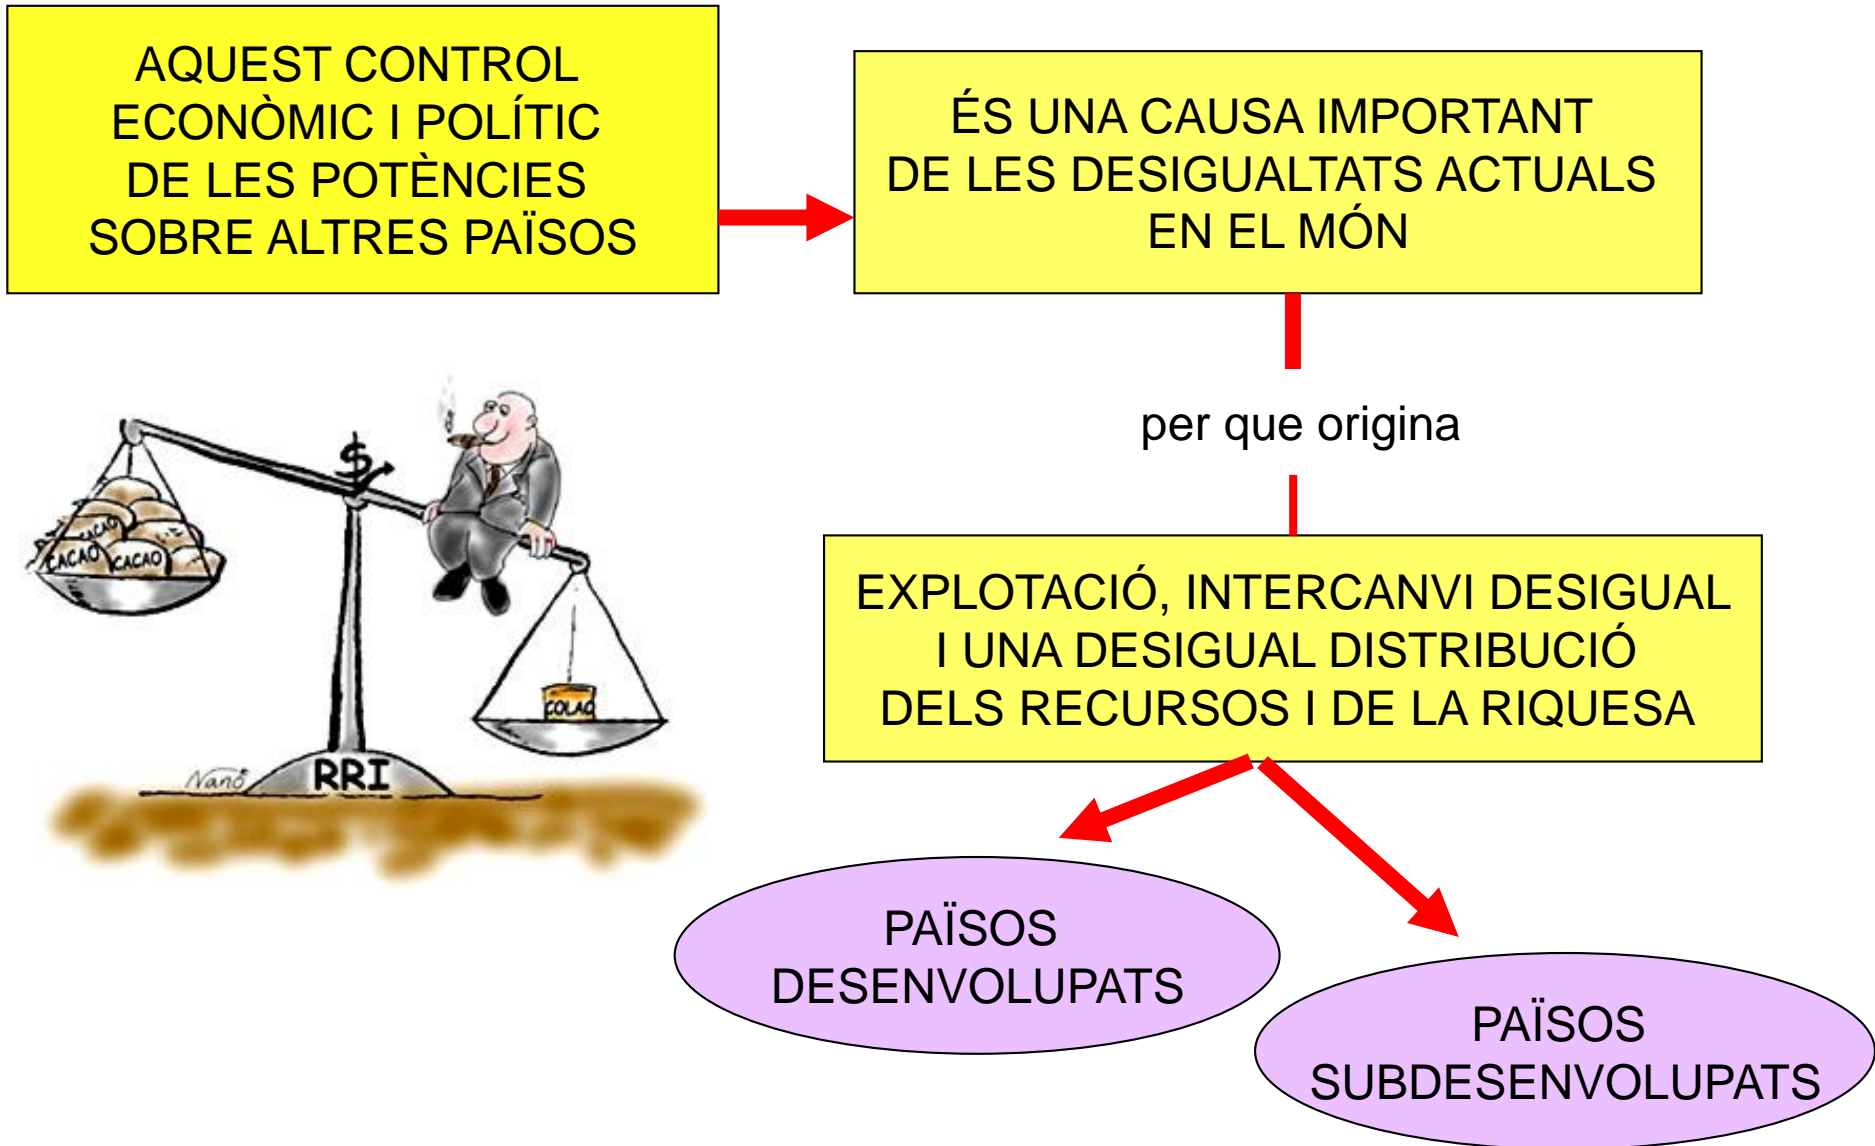 AQUEST CONTROL
ECONÒMIC I POLÍTIC
DE LES POTÈNCIES
SOBRE ALTRES PAÏSOS
ÉS UNA CAUSA IMPORTANT
DE LES DESIGUALTATS ACTUALS
EN EL MÓN
per que origina
EXPLOTACIÓ, INTERCANVI DESIGUAL
I UNA DESIGUAL DISTRIBUCIÓ
DELS RECURSOS I DE LA RIQUESA
PAÏSOS
DESENVOLUPATS
PAÏSOS
SUBDESENVOLUPATS
$
CACAO
CACAO
CACAO
COLAO
Nano
RRI